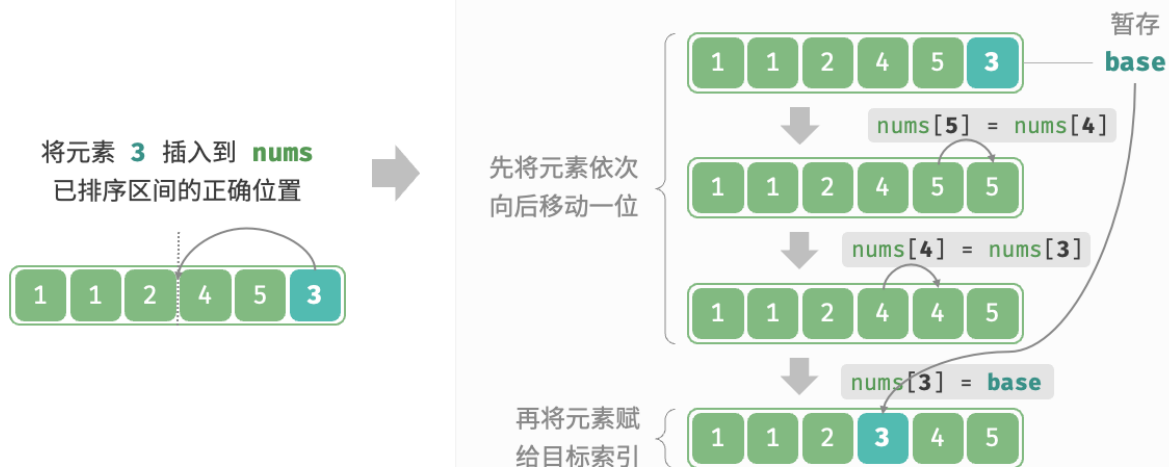 将元素 3 插入到 nums
已排序区间的正确位置
1 1 2 4 5 3
暂存
base
1 1 2 4 5 3
nums[5] = nums[4]
先将元素依次
向后移动一位
1 1 2 4 5 5
nums[4] = nums[3]
1 1 2 4 4 5
nums[3] = base
再将元素赋
给目标索引
1 1 2 3 4 5